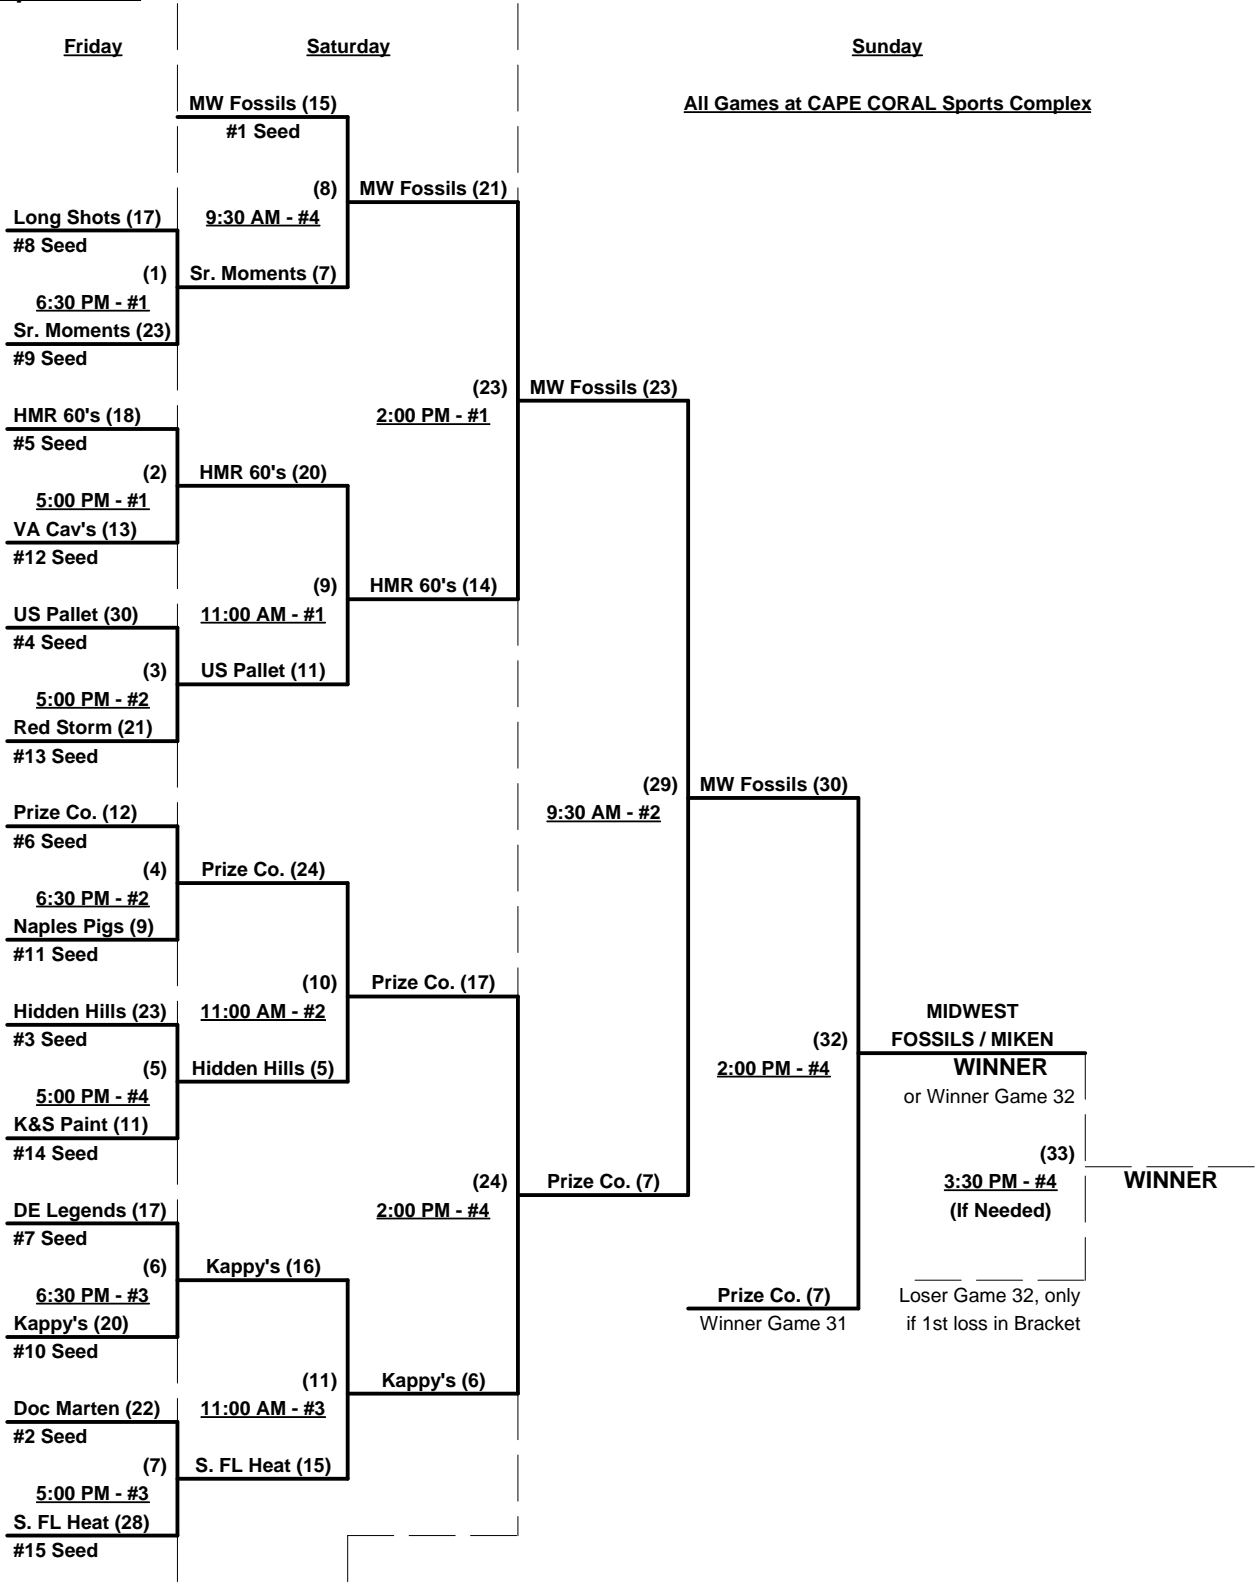 Friday
Saturday
Sunday
All Games at CAPE CORAL Sports Complex
MW Fossils (15)
#1 Seed
(8)
9:30 AM - #4
MW Fossils (21)
Long Shots (17)
#8 Seed
(1)
6:30 PM - #1
Sr. Moments (7)
Sr. Moments (23)
#9 Seed
(23)
2:00 PM - #1
MW Fossils (23)
HMR 60's (18)
#5 Seed
(2)
5:00 PM - #1
HMR 60's (20)
VA Cav's (13)
#12 Seed
(9)
11:00 AM - #1
HMR 60's (14)
US Pallet (30)
#4 Seed
(3)
5:00 PM - #2
US Pallet (11)
Red Storm (21)
#13 Seed
(29)
9:30 AM - #2
MW Fossils (30)
Prize Co. (12)
#6 Seed
(4)
6:30 PM - #2
Prize Co. (24)
Naples Pigs (9)
#11 Seed
(10)
11:00 AM - #2
Prize Co. (17)
Hidden Hills (23)
#3 Seed
(5)
5:00 PM - #4
Hidden Hills (5)
K&S Paint (11)
#14 Seed
(32)
2:00 PM - #4
MIDWEST
FOSSILS / MIKEN
WINNER
or Winner Game 32
(33)
3:30 PM - #4
(If Needed)
WINNER
(24)
2:00 PM - #4
Prize Co. (7)
DE Legends (17)
#7 Seed
(6)
6:30 PM - #3
Kappy's (16)
Kappy's (20)
#10 Seed
Prize Co. (7)
Winner Game 31
Loser Game 32, only
if 1st loss in Bracket
(11)
11:00 AM - #3
Kappy's (6)
Doc Marten (22)
#2 Seed
(7)
5:00 PM - #3
S. FL Heat (15)
S. FL Heat (28)
#15 Seed